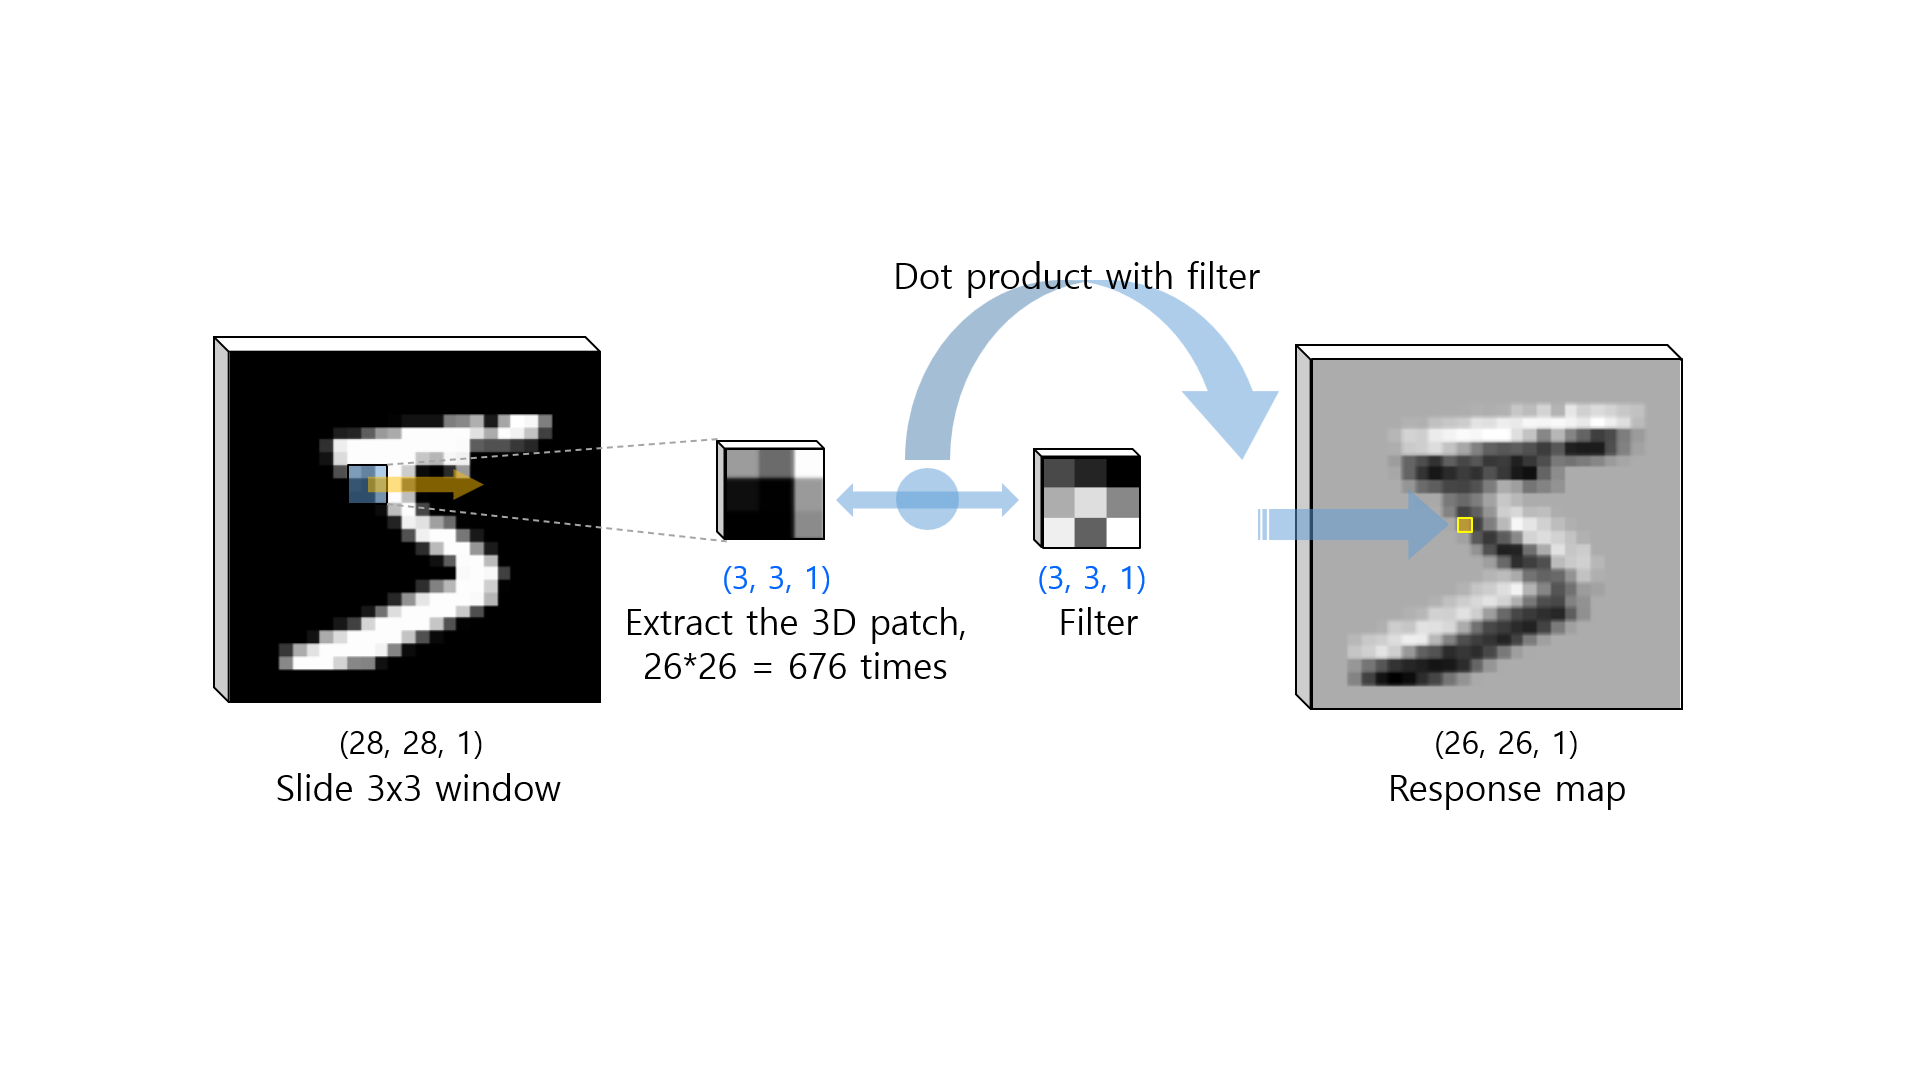 Dot product with filter
(3, 3, 1)
Extract the 3D patch,
26*26 = 676 times
(3, 3, 1)
Filter
(28, 28, 1)
Slide 3x3 window
(26, 26, 1)
Response map